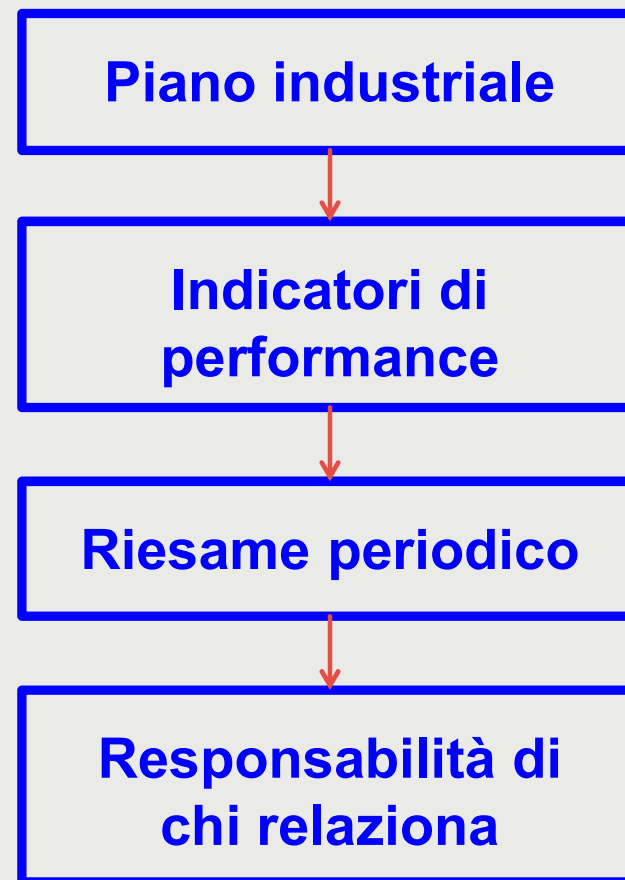 Piano industriale
Indicatori di
performance
Riesame periodico
Responsabilità di
chi relaziona